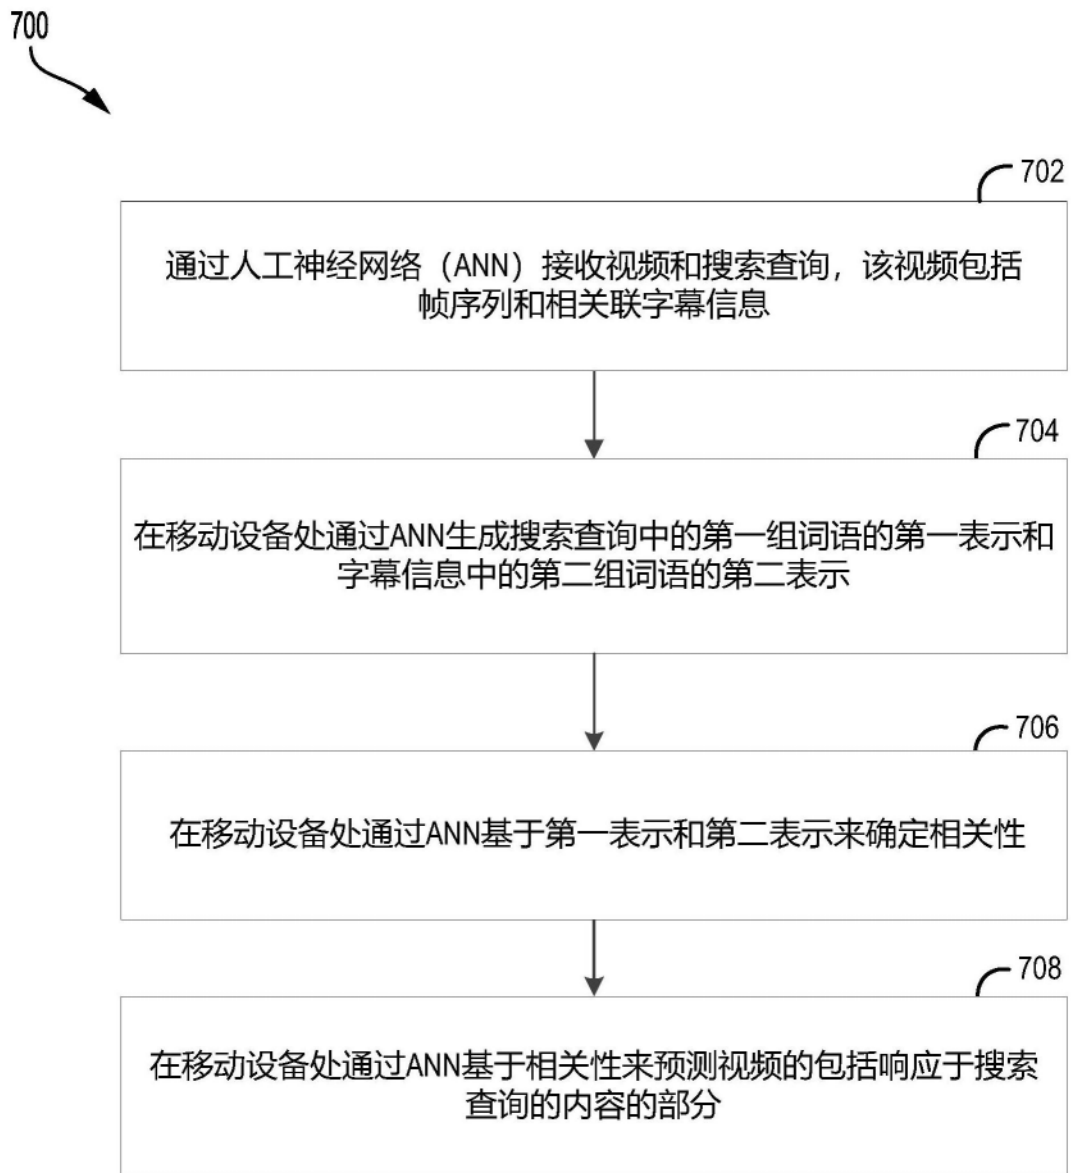 700
702
通过人工神经网络（ANN）接收视频和搜索查询，该视频包括
帧序列和相关联字幕信息
704
在移动设备处通过ANN生成搜索查询中的第一组词语的第一表示和
字幕信息中的第二组词语的第二表示
706
在移动设备处通过ANN基于第一表示和第二表示来确定相关性
708
在移动设备处通过ANN基于相关性来预测视频的包括响应于搜索
查询的内容的部分